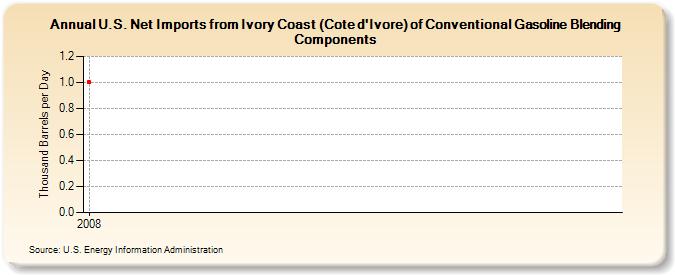 Annual U.S. Net Imports from Ivory Coast (Cote d'Ivore) of Conventional Gasoline Blending
Components
Thousand Barrels per Day
1.2
1.0
0.8
0.6
0.4
0.2
0.0
2008
Source: U.S. Energy Information Administration